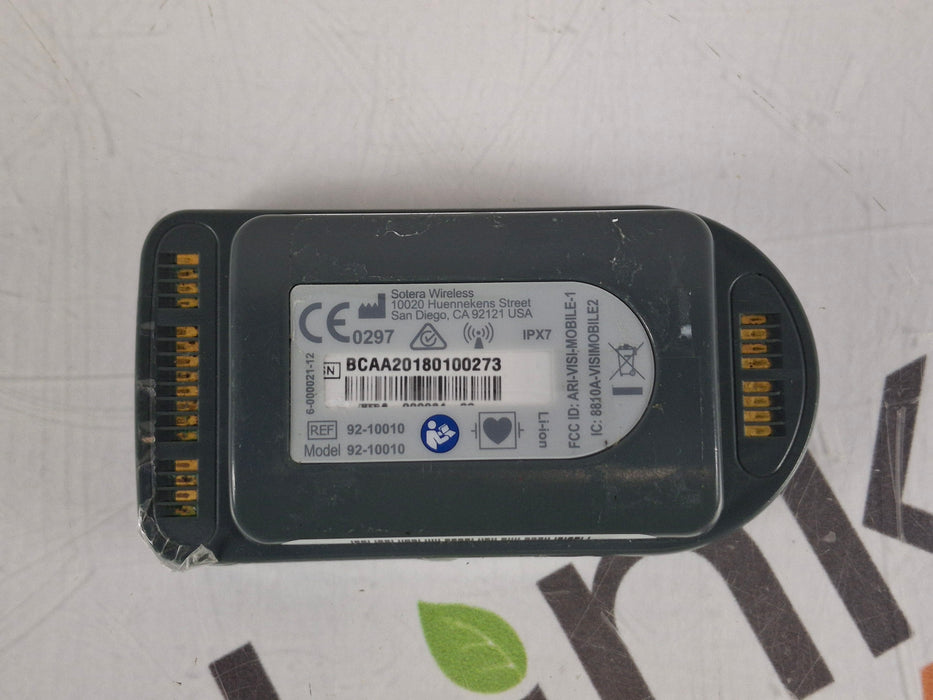 Sotera Wireless
10020 Huennekens Street
San Diego, CA 92121 USA
CE 0297
IPX7
6-000021-12
SN BCAA20180100273
REF 92-10010
Model 92-10010
Li-ion
FCC ID: ARI-VISI-MOBILE-1
IC: 8810A-VISIMOBILE2